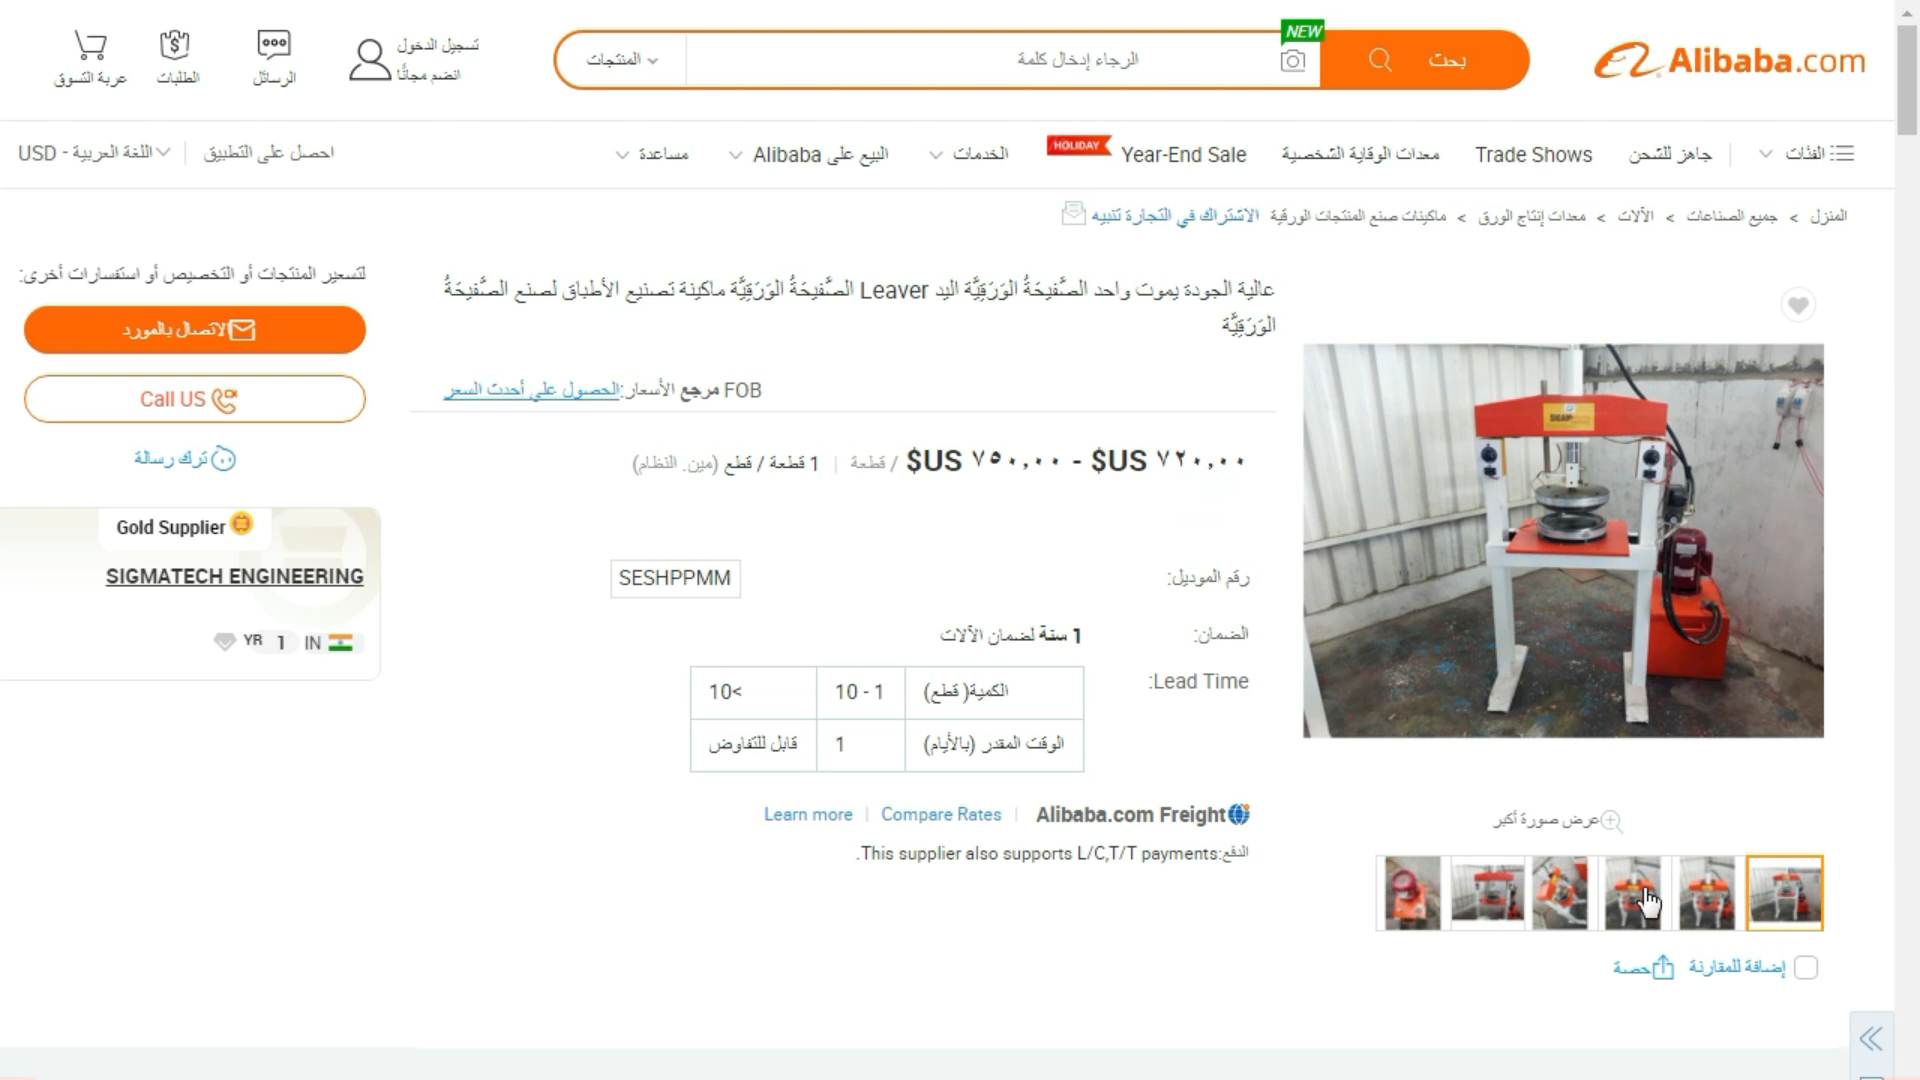 Alibaba.com
بحث
NEW
الرجاء إدخال كلمة
المنتجات
تسجيل الدخول
انضم مجانًا
الرسائل
الطلبات
عربة التسوق
الفئات
جاهز للشحن
Trade Shows
معدات الوقاية الشخصية
Year-End Sale
HOLIDAY
الخدمات
البيع على Alibaba
مساعدة
احصل على التطبيق
اللغة العربية - USD
المنزل > جميع الصناعات > الآلات > معدات إنتاج الورق > ماكينات صنع المنتجات الورقية الاشتراك في التجارة تنبيه
عالية الجودة يموت واحد الصَّفيحَةُ الوَرَقِيَّة اليد Leaver الصَّفيحَةُ الوَرَقِيَّة ماكينة تصنيع الأطباق لصنع الصَّفيحَةُ
الوَرَقِيَّة
FOB مرجع الأسعار:الحصول على أحدث السعر
٧٢٠,٠٠ US$ - ٧٥٠,٠٠ US$ / قطعة | 1 قطعة / قطع (مين. النظام)
رقم الموديل: SESHPPMM
الضمان: 1 سنة لضمان الآلات
Lead Time:
الكمية( قطع) 1 - 10 >10
الوقت المقدر (بالأيام) 1 قابل للتفاوض
Alibaba.com Freight | Compare Rates | Learn more
الدفع:This supplier also supports L/C,T/T payments.
عرض صورة أكبر
إضافة للمقارنة
حصة
لتسعير المنتجات أو التخصيص أو استفسارات أخرى:
الاتصال بالمورد
Call US
ترك رسالة
Gold Supplier
SIGMATECH ENGINEERING
IN 1 YR